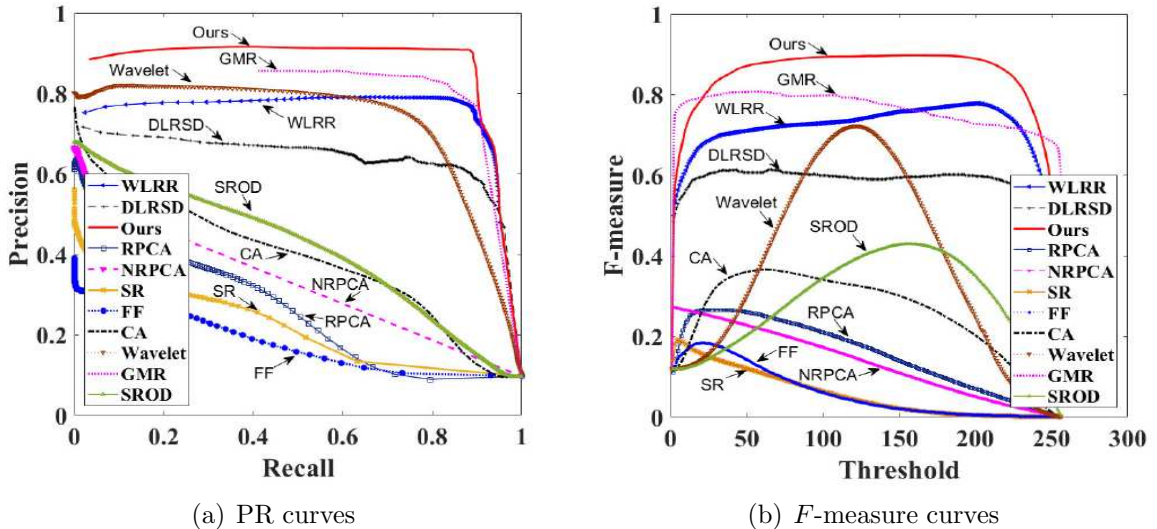 1
0.8
0.6
0.4
0.2
0
Precision
0 0.2 0.4 0.6 0.8 1
Recall
Ours
GMR
Wavelet
WLRR
DLRSD
SROD
CA
NRPCA
SR
RPCA
FF
WLRR
DLRSD
Ours
RPCA
NRPCA
SR
FF
CA
Wavelet
GMR
SROD
(a) PR curves
1
0.8
0.6
0.4
0.2
0
F-measure
0 50 100 150 200 250 300
Threshold
Ours
GMR
WLRR
DLRSD
Wavelet
SROD
CA
RPCA
FF
SR
NRPCA
WLRR
DLRSD
Ours
RPCA
NRPCA
SR
FF
CA
Wavelet
GMR
SROD
(b) F-measure curves